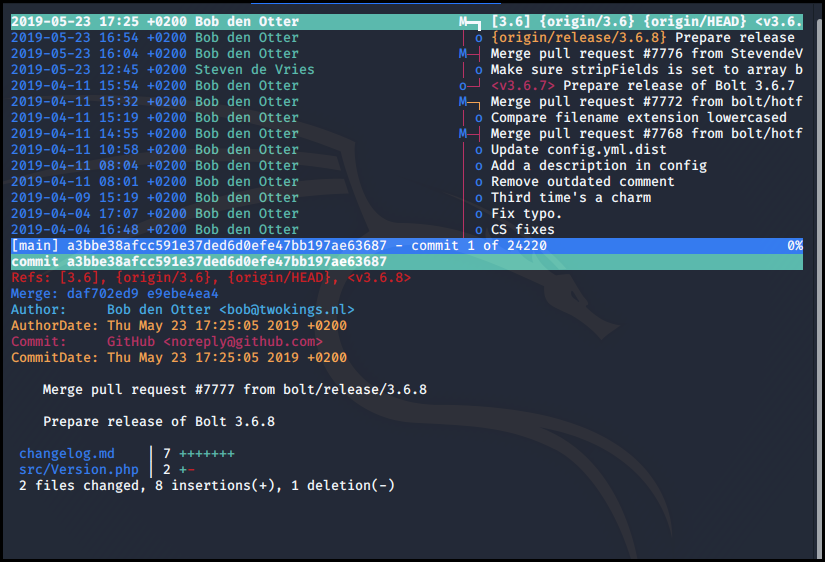 2019-05-23 17:25 +0200 Bob den Otter M─┐ [3.6] {origin/3.6} {origin/HEAD} <v3.6.
2019-05-23 16:54 +0200 Bob den Otter │ o {origin/release/3.6.8} Prepare release
2019-05-23 16:04 +0200 Bob den Otter M─┤ Merge pull request #7776 from StevendeV
2019-05-23 12:45 +0200 Steven de Vries │ o Make sure stripFields is set to array b
2019-04-11 15:54 +0200 Bob den Otter o─┘ <v3.6.7> Prepare release of Bolt 3.6.7
2019-04-11 15:32 +0200 Bob den Otter M─┐ Merge pull request #7772 from bolt/hotf
2019-04-11 15:19 +0200 Bob den Otter │ o Compare filename extension lowercased
2019-04-11 14:55 +0200 Bob den Otter M─┤ Merge pull request #7768 from bolt/hotf
2019-04-11 10:58 +0200 Bob den Otter │ o Update config.yml.dist
2019-04-11 08:04 +0200 Bob den Otter │ o Add a description in config
2019-04-11 08:01 +0200 Bob den Otter │ o Remove outdated comment
2019-04-09 15:19 +0200 Bob den Otter │ o Third time's a charm
2019-04-04 17:07 +0200 Bob den Otter │ o Fix typo.
2019-04-04 16:48 +0200 Bob den Otter │ o CS fixes
[main] a3bbe38afcc591e37ded6d0efe47bb197ae63687 - commit 1 of 24220 0%
commit a3bbe38afcc591e37ded6d0efe47bb197ae63687
Refs: [3.6], {origin/3.6}, {origin/HEAD}, <v3.6.8>
Merge: daf702ed9 e9ebe4ea4
Author: Bob den Otter <bob@twokings.nl>
AuthorDate: Thu May 23 17:25:05 2019 +0200
Commit: GitHub <noreply@github.com>
CommitDate: Thu May 23 17:25:05 2019 +0200
Merge pull request #7777 from bolt/release/3.6.8
Prepare release of Bolt 3.6.8
changelog.md | 7 +++++++
src/Version.php | 2 +-
2 files changed, 8 insertions(+), 1 deletion(-)